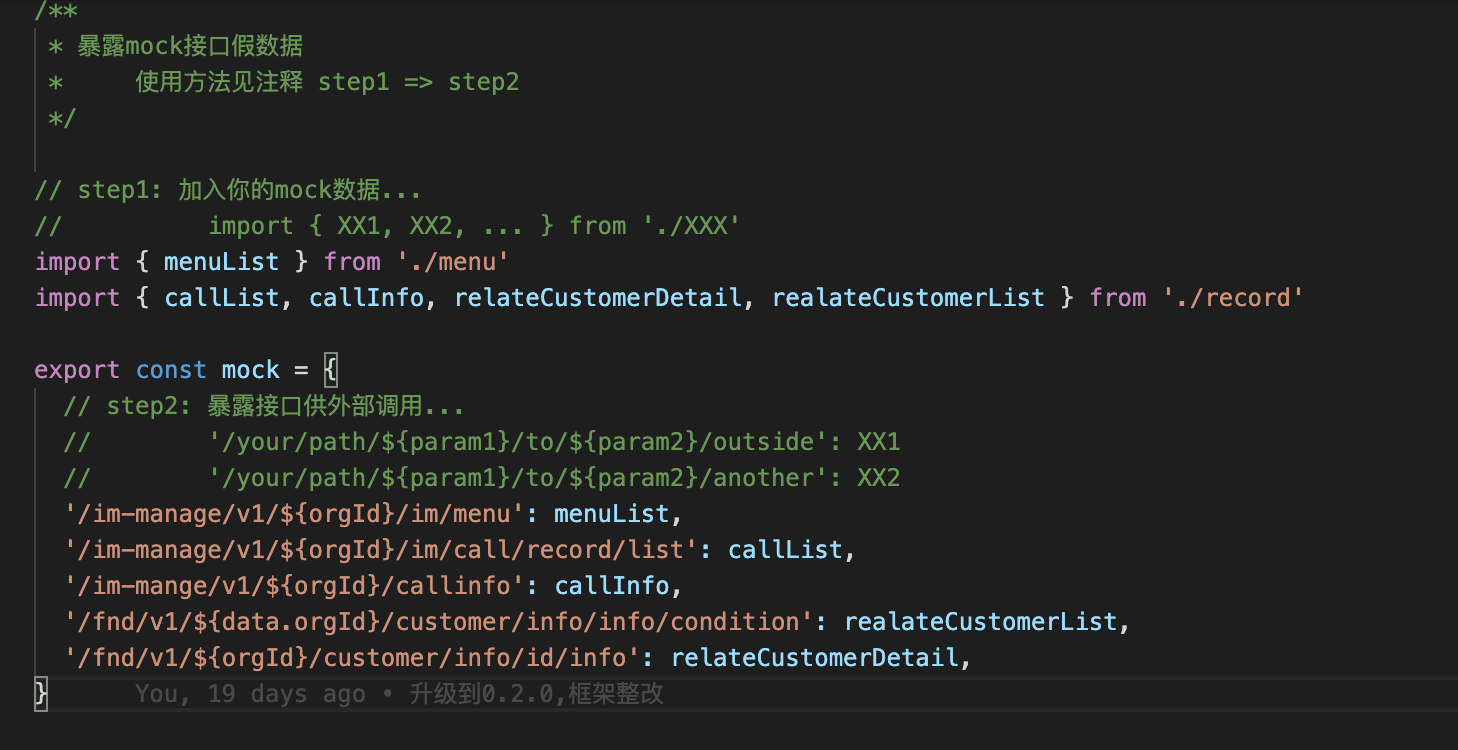 /**
 * 暴露mock接口假数据
 *     使用方法见注释 step1 => step2
 */
// step1: 加入你的mock数据...
//          import { XX1, XX2, ... } from './XXX'
import { menuList } from './menu'
import { callList, callInfo, relateCustomerDetail, realateCustomerList } from './record'
export const mock = {
  // step2: 暴露接口供外部调用...
  //        '/your/path/${param1}/to/${param2}/outside': XX1
  //        '/your/path/${param1}/to/${param2}/another': XX2
  '/im-manage/v1/${orgId}/im/menu': menuList,
  '/im-manage/v1/${orgId}/im/call/record/list': callList,
  '/im-mange/v1/${orgId}/callinfo': callInfo,
  '/fnd/v1/${data.orgId}/customer/info/info/condition': realateCustomerList,
  '/fnd/v1/${orgId}/customer/info/id/info': relateCustomerDetail,
}      You, 19 days ago • 升级到0.2.0,框架整改